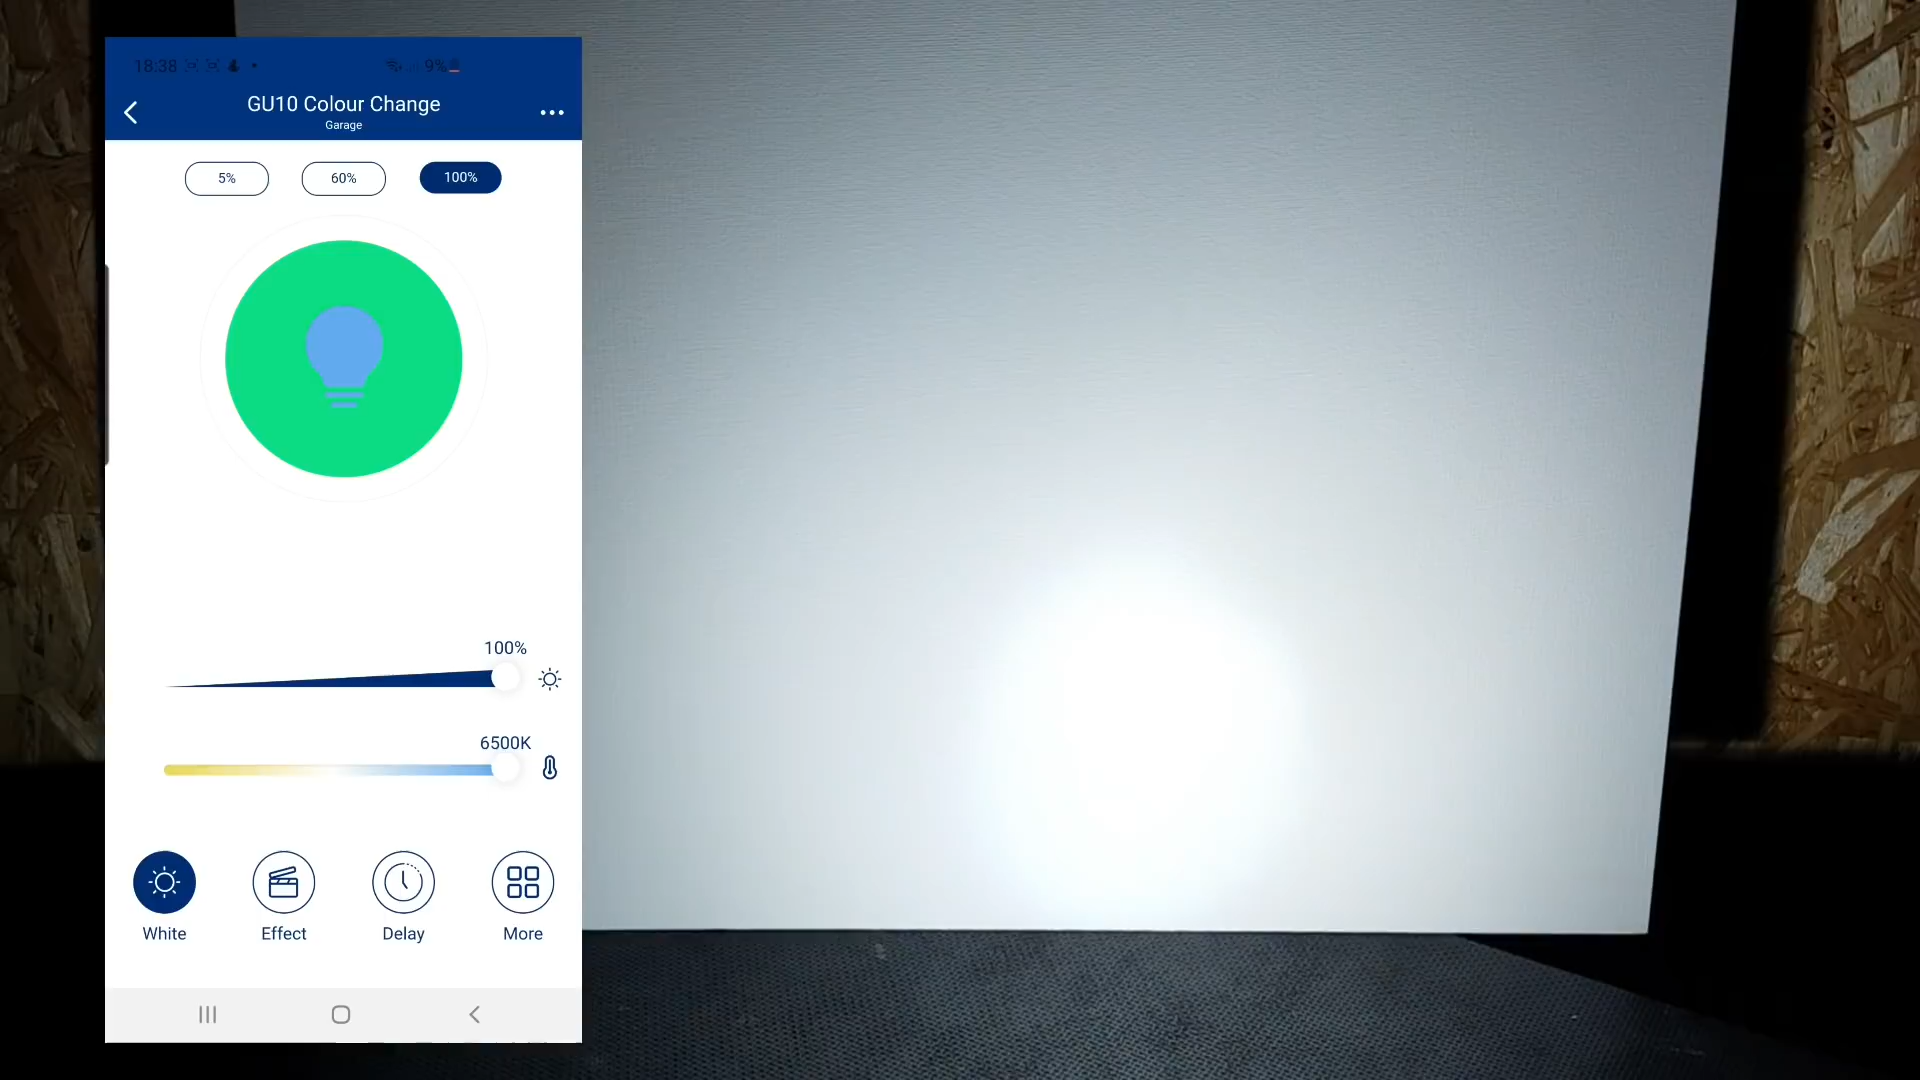 18:38
9%
GU10 Colour Change
Garage
5%
60%
100%
100%
6500K
White
Effect
Delay
More